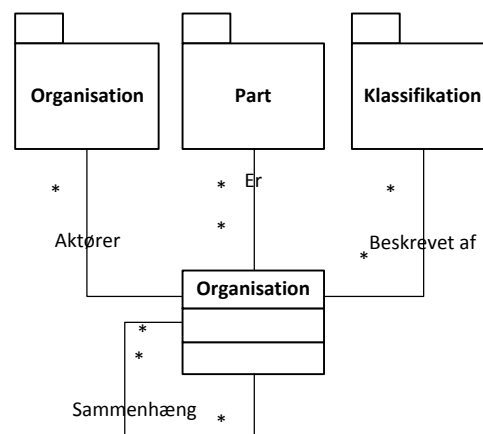 Organisation
Part
Klassifikation
*
*
Er
*
*
Aktører
Beskrevet af
*
Organisation
*
*
Sammenhæng
*